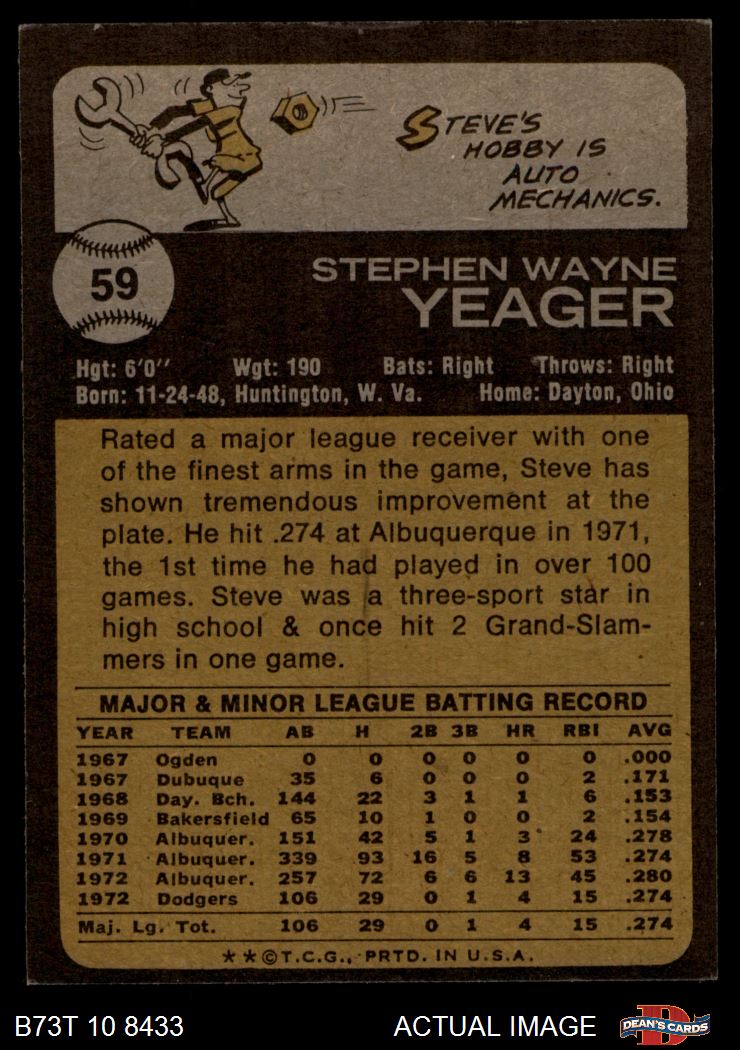 STEVE'S
HOBBY IS
AUTO
MECHANICS.
59
STEPHEN WAYNE
YEAGER
Hgt: 6'0" Wgt: 190 Bats: Right Throws: Right
Born: 11-24-48, Huntington, W. Va. Home: Dayton, Ohio
Rated a major league receiver with one
of the finest arms in the game, Steve has
shown tremendous improvement at the
plate. He hit .274 at Albuquerque in 1971,
the 1st time he had played in over 100
games. Steve was a three-sport star in
high school & once hit 2 Grand-Slam-
mers in one game.
MAJOR & MINOR LEAGUE BATTING RECORD
YEAR TEAM AB H 2B 3B HR RBI AVG
1967 Ogden 0 0 0 0 0 0 .000
1967 Dubuque 35 6 0 0 0 2 .171
1968 Day. Bch. 144 22 3 1 1 6 .153
1969 Bakersfield 65 10 1 0 0 2 .154
1970 Albuquer. 151 42 5 1 3 24 .278
1971 Albuquer. 339 93 16 5 8 53 .274
1972 Albuquer. 257 72 6 6 13 45 .280
1972 Dodgers 106 29 0 1 4 15 .274
Maj. Lg. Tot. 106 29 0 1 4 15 .274
**©T.C.G., PRTD. IN U.S.A.
B73T 10 8433 ACTUAL IMAGE D DEAN'S CARDS